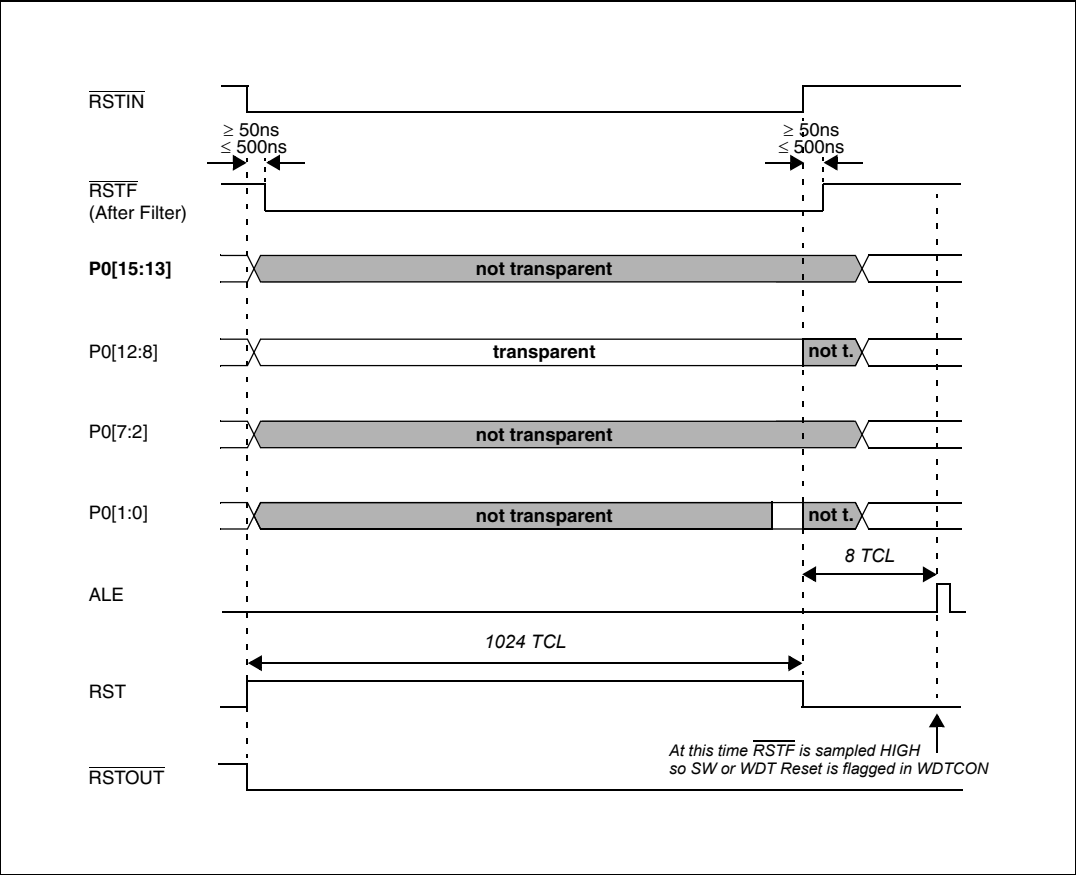 RSTIN
≥ 50ns
≤ 500ns
≥ 50ns
≤ 500ns
RSTF
(After Filter)
P0[15:13]
not transparent
P0[12:8]
transparent
not t.
P0[7:2]
not transparent
P0[1:0]
not transparent
not t.
8 TCL
ALE
1024 TCL
RST
At this time RSTF is sampled HIGH
so SW or WDT Reset is flagged in WDTCON
RSTOUT